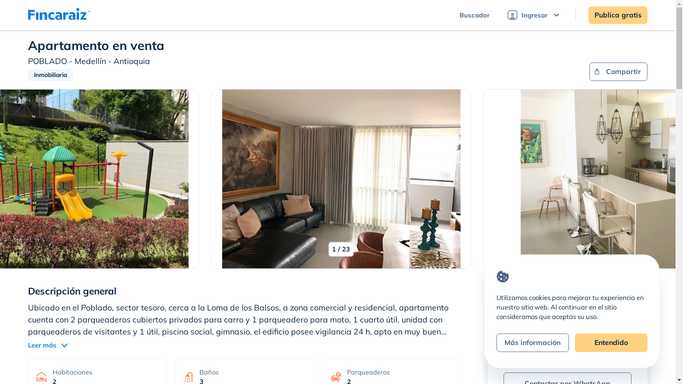 Fincaraiz
Buscador
Ingresar
Publica gratis
Apartamento en venta
POBLADO - Medellín - Antioquia
Inmobiliaria
Compartir
1 / 23
Descripción general
Ubicado en el Poblado, sector tesoro, cerca a la Loma de los Balsos, a zona comercial y residencial, apartamento
cuenta con 2 parqueaderos cubiertos privados para carro y 1 parqueadero para moto, 1 cuarto útil, unidad con
parqueaderos de visitantes y 1 útil, piscina social, gimnasio, el edificio posee vigilancia 24 h, apto en muy buen...
Leer más
Habitaciones
2
Baños
3
Parqueaderos
2
Utilizamos cookies para mejorar tu experiencia en
nuestro sitio web. Al continuar en el sitio
consideramos que aceptas su uso.
Más información
Entendido
Contactar por WhatsApp